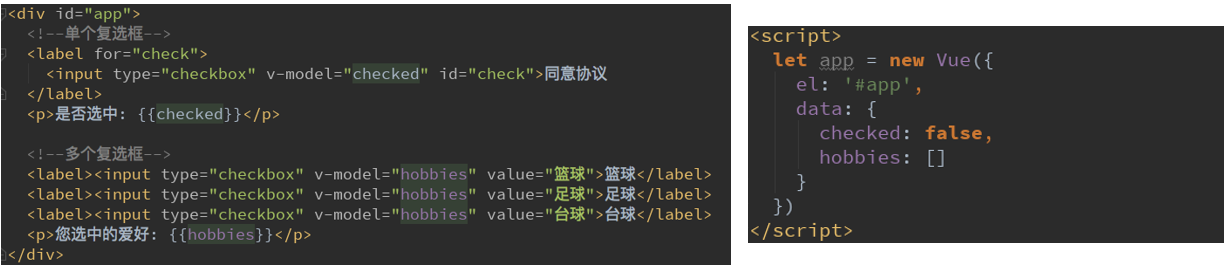 <div id="app">
<!--单个复选框-->
<label for="check">
<input type="checkbox" v-model="checked" id="check">同意协议
</label>
<p>是否选中: {{checked}}</p>
<!--多个复选框-->
<label><input type="checkbox" v-model="hobbies" value="篮球">篮球</label>
<label><input type="checkbox" v-model="hobbies" value="足球">足球</label>
<label><input type="checkbox" v-model="hobbies" value="台球">台球</label>
<p>您选中的爱好: {{hobbies}}</p>
</div>
<script>
let app = new Vue({
el: '#app',
data: {
checked: false,
hobbies: []
}
})
</script>